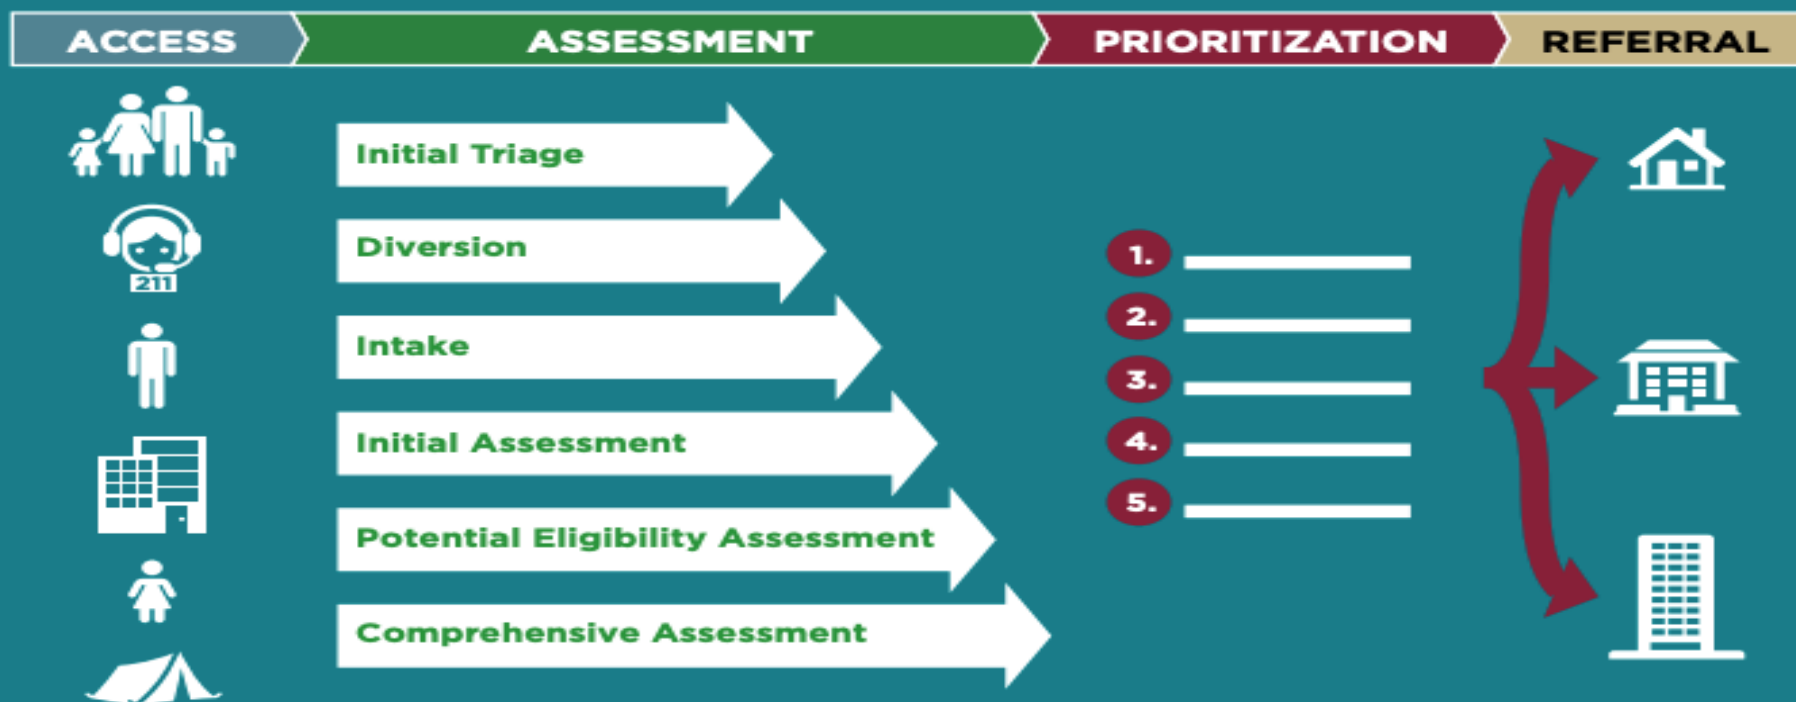 ACCESS
ASSESSMENT
PRIORITIZATION
REFERRAL
211
Initial Triage
Diversion
Intake
Initial Assessment
Potential Eligibility Assessment
Comprehensive Assessment
1.
2.
3.
4.
5.